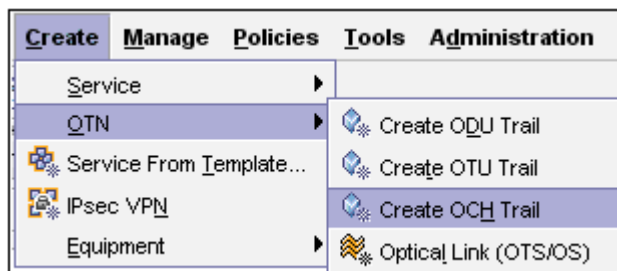 Create Manage Policies Tools Administration
Service
OTN
Service From Template...
IPsec VPN
Equipment
Create ODU Trail
Create OTU Trail
Create OCH Trail
Optical Link (OTS/OS)